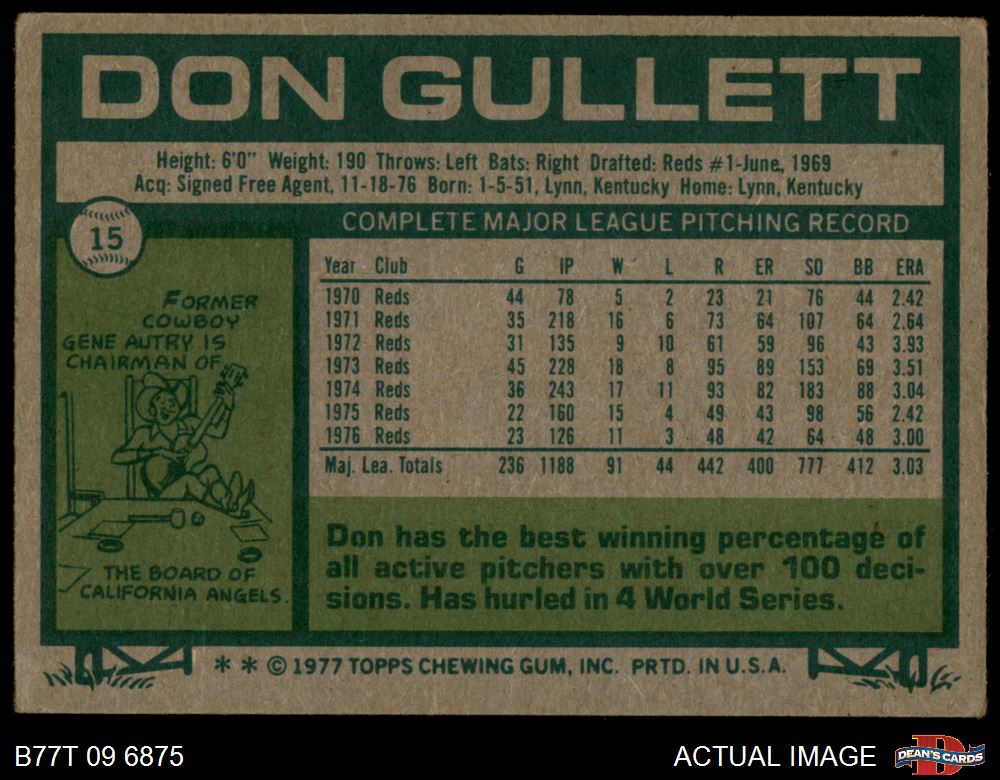 DON GULLETT
Height: 6'0" Weight: 190 Throws: Left Bats: Right Drafted: Reds #1-June, 1969
Acq: Signed Free Agent, 11-18-76 Born: 1-5-51, Lynn, Kentucky Home: Lynn, Kentucky
15
COMPLETE MAJOR LEAGUE PITCHING RECORD
Year Club G IP W L R ER SO BB ERA
1970 Reds 44 78 5 2 23 21 76 44 2.42
1971 Reds 35 218 16 6 73 64 107 64 2.64
1972 Reds 31 135 9 10 61 59 96 43 3.93
1973 Reds 45 228 18 8 95 89 153 69 3.51
1974 Reds 36 243 17 11 93 82 183 88 3.04
1975 Reds 22 160 15 4 49 43 98 56 2.42
1976 Reds 23 126 11 3 48 42 64 48 3.00
Maj. Lea. Totals 236 1188 91 44 442 400 777 412 3.03
FORMER
COWBOY
GENE AUTRY IS
CHAIRMAN OF
THE BOARD OF
CALIFORNIA ANGELS.
Don has the best winning percentage of
all active pitchers with over 100 deci-
sions. Has hurled in 4 World Series.
* * © 1977 TOPPS CHEWING GUM, INC. PRTD. IN U.S.A.
B77T 09 6875
ACTUAL IMAGE
D
DEAN'S CARDS